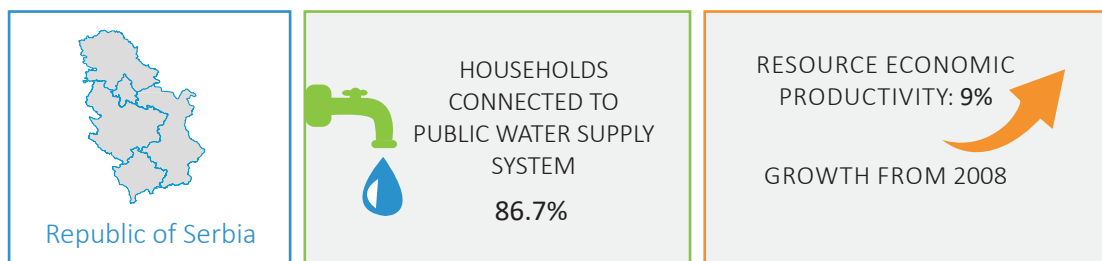 Republic of Serbia
HOUSEHOLDS
CONNECTED TO
PUBLIC WATER SUPPLY
SYSTEM
86.7%
RESOURCE ECONOMIC
PRODUCTIVITY: 9%
GROWTH FROM 2008